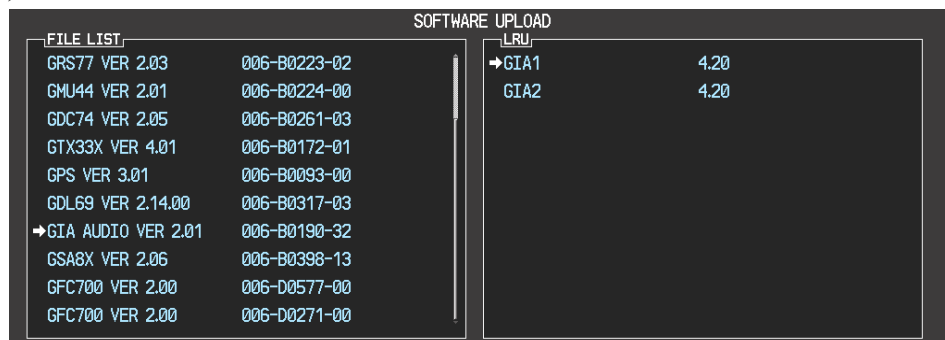 SOFTWARE UPLOAD
FILE LIST
GRS77 VER 2.03 006-B0223-02
GMU44 VER 2.01 006-B0224-00
GDC74 VER 2.05 006-B0261-03
GTX33X VER 4.01 006-B0172-01
GPS VER 3.01 006-B0093-00
GDL69 VER 2.14.00 006-B0317-03
➔GIA AUDIO VER 2.01 006-B0190-32
GSA8X VER 2.06 006-B0398-13
GFC700 VER 2.00 006-D0577-00
GFC700 VER 2.00 006-D0271-00
LRU
➔GIA1 4.20
GIA2 4.20